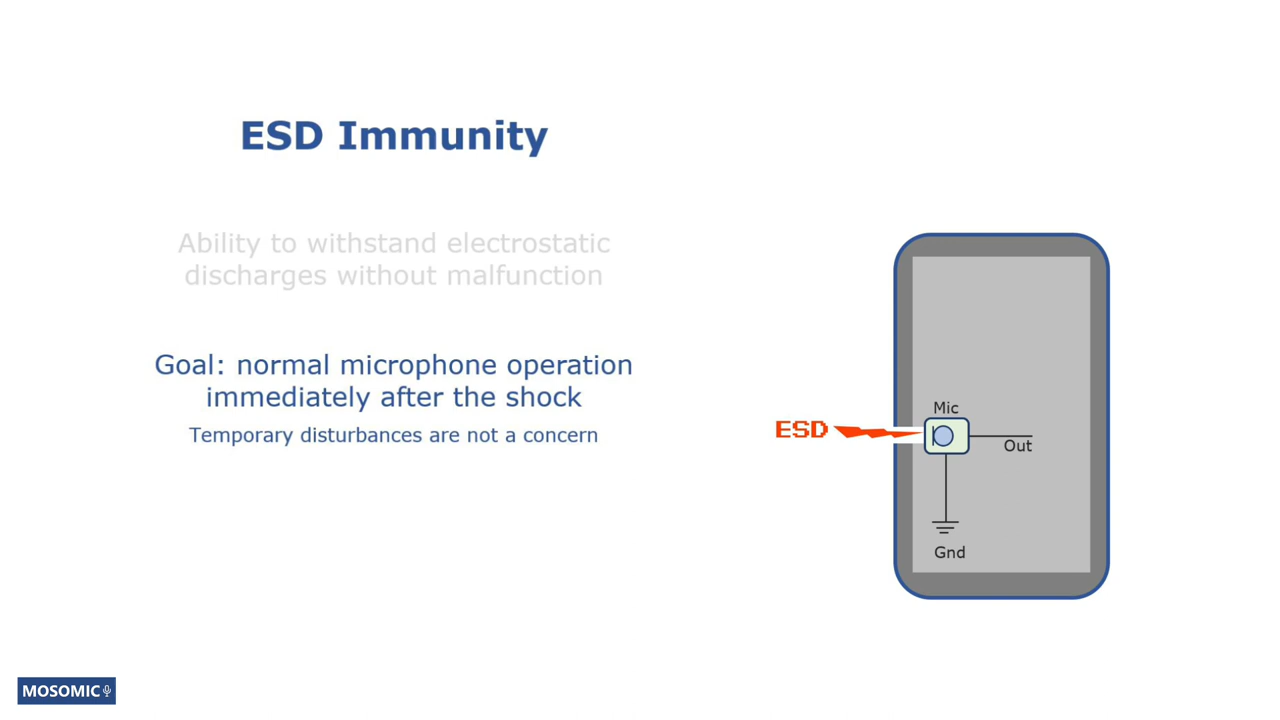 ESD Immunity
Ability to withstand electrostatic
discharges without malfunction
Goal: normal microphone operation
immediately after the shock
Temporary disturbances are not a concern
Mic
ESD
Out
Gnd
MOSOMIC